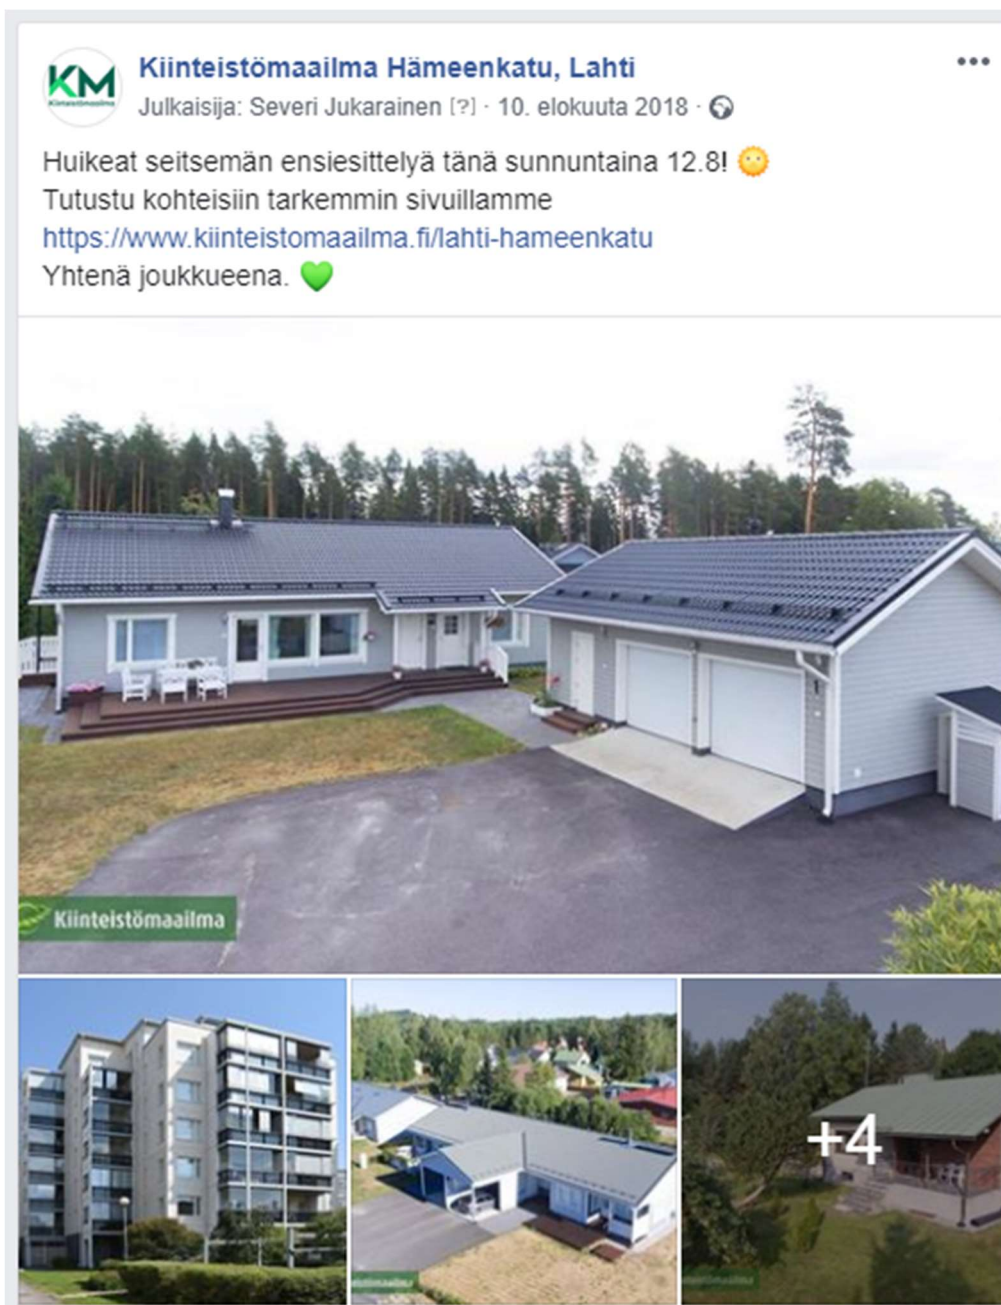 KM
Kiinteistömaailma
Kiinteistömaailma Hämeenkatu, Lahti
Julkaisija: Severi Jukarainen [?] · 10. elokuuta 2018 ·
Huikeat seitsemän ensiesittelyä tänä sunnuntaina 12.8! 🌞
Tutustu kohteisiin tarkemmin sivuillamme
https://www.kiinteistomaailma.fi/lahti-hameenkatu
Yhtenä joukkueena. 💚
Kiinteistömaailma
+4